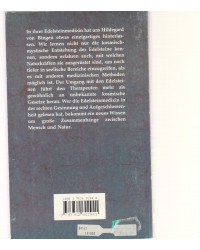 In ihrer Edelsteinmedizin hat uns Hildegard
von Bingen etwas einzigartiges hinterlas-
sen. Wir lernen nicht nur die kosmisch-
mystische Entstehung der Edelsteine ken-
nen, sondern erfahren auch, mit welchen
Naturkräften sie ausgerüstet sind, um noch
tiefer in seelische Bereiche einzugreifen, als
es mit anderen medizinischen Methoden
möglich ist. Der Umgang mit den Edelstei-
nen führt den Therapeuten mehr als
gewöhnlich an unbekannte kosmische
Gesetze heran. Wer die Edelsteinmedizin in
der rechten Gesinnung und Aufgeschlossen-
heit gelesen hat, bekommt ein neues Wissen
um große Zusammenhänge zwischen
Mensch und Natur.